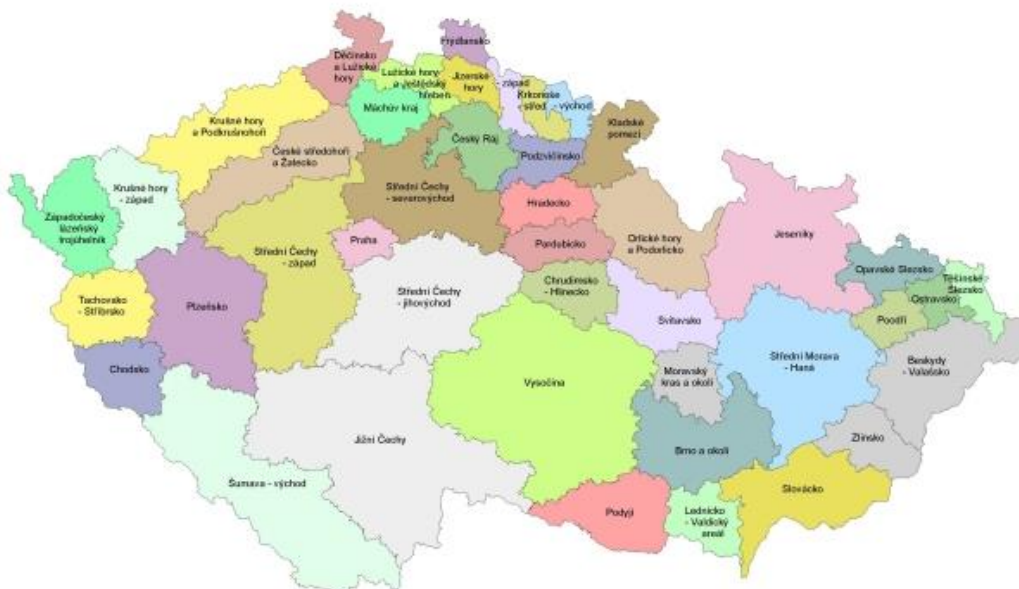 Frýdlansko
Děčínsko
a Lužické
hory
Lužické hory
a Ještědský
hřeben
Jizerské
hory
- západ
Krkonoše
- střed
- východ
Máchův kraj
Krušné hory
a Podkrušnohoří
Kladské
pomezí
Český Ráj
České středohoří
a Žatecko
Podzvičinsko
Krušné hory
- západ
Střední Čechy
- severovýchod
Západočeský
lázeňský
trojúhelník
Hradecko
Praha
Pardubicko
Orlické hory
a Podorlicko
Jeseníky
Střední Čechy
- západ
Opavské Slezsko
Těšínské
Slezsko
Střední Čechy
- jihovýchod
Chrudimsko
- Hlinecko
Ostravsko
Tachovsko
- Stříbrsko
Plzeňsko
Svitavsko
Poodří
Chodsko
Vysočina
Moravský
kras a okolí
Střední Morava
- Haná
Beskydy
- Valašsko
Jižní Čechy
Brno a okolí
Zlínsko
Šumava - východ
Slovácko
Podyjí
Lednicko
- Valdický
areál